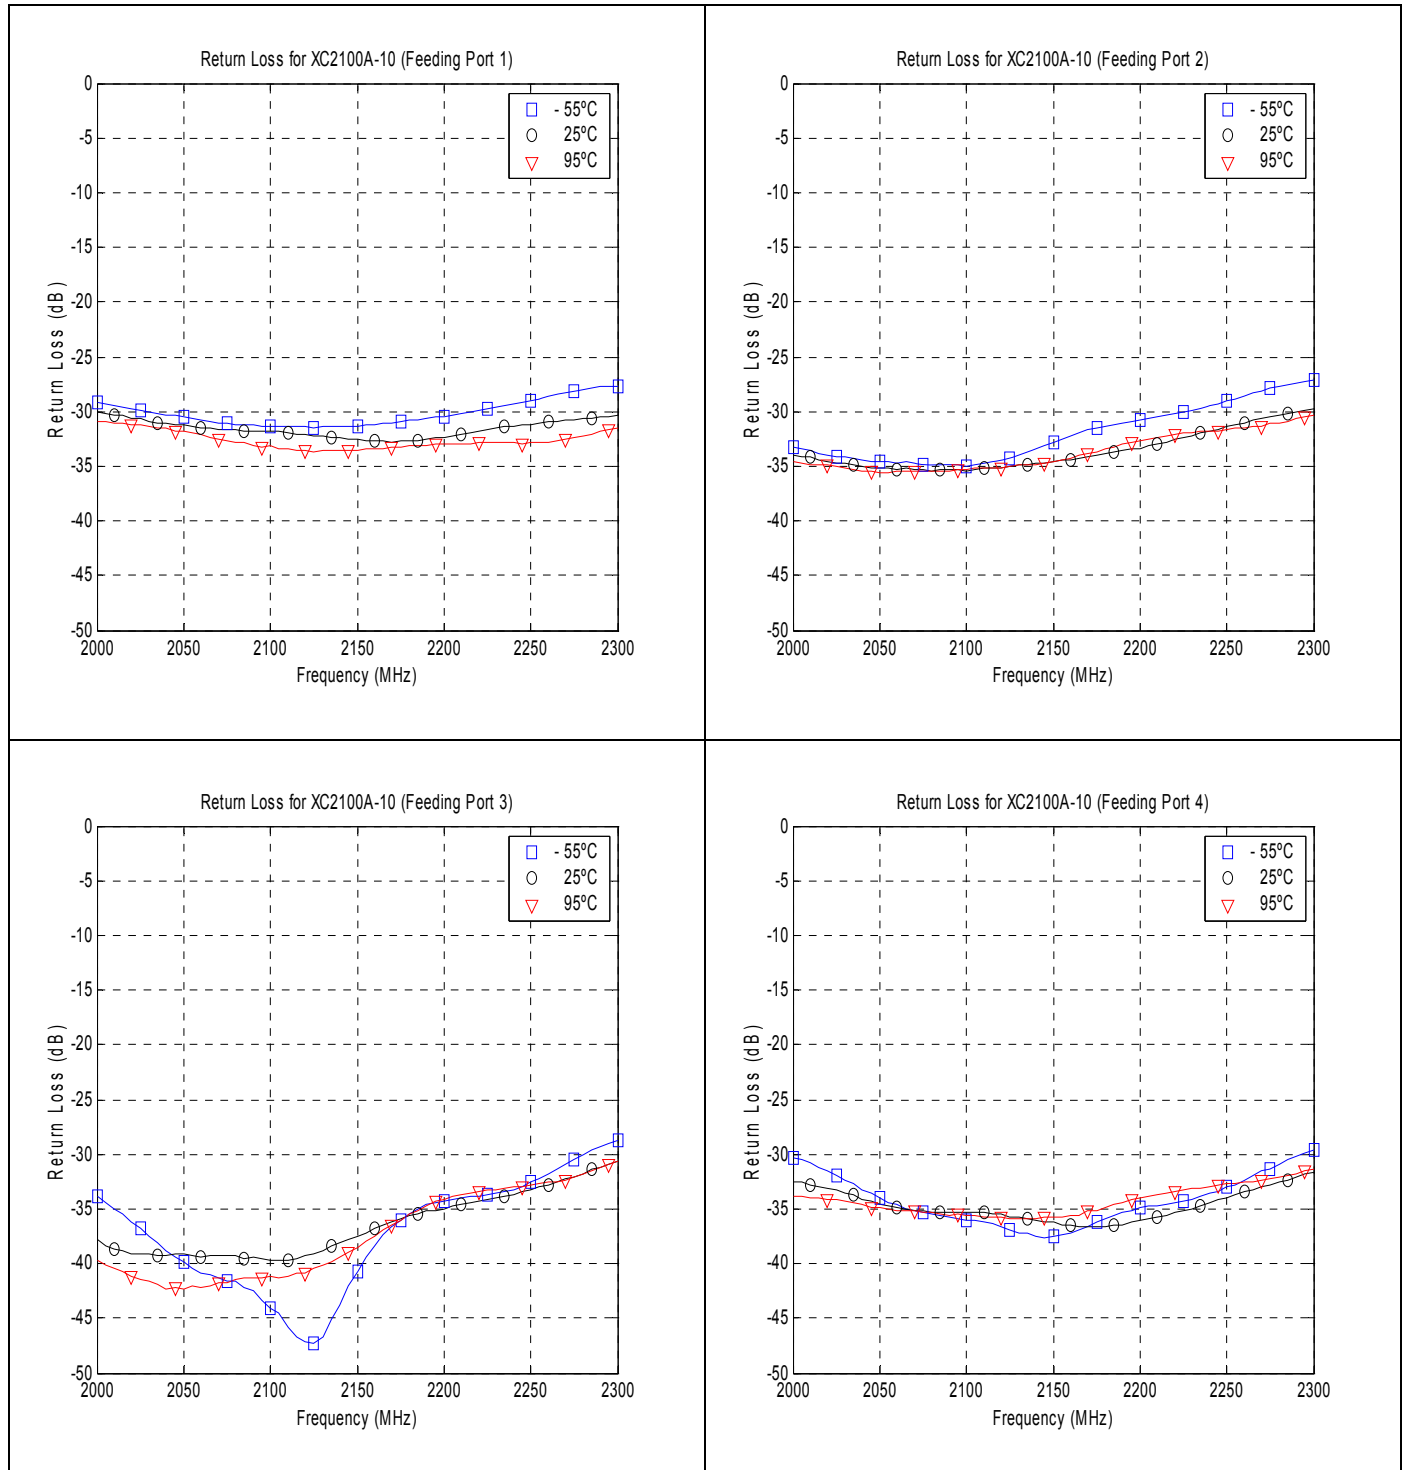 Return Loss for XC2100A-10 (Feeding Port 1)
0
-5
-10
-15
-20
-25
-30
-35
-40
-45
-50
Return Loss (dB)
- 55ºC
25ºC
95ºC
2000 2050 2100 2150 2200 2250 2300
Frequency (MHz)
Return Loss for XC2100A-10 (Feeding Port 2)
0
-5
-10
-15
-20
-25
-30
-35
-40
-45
-50
Return Loss (dB)
- 55ºC
25ºC
95ºC
2000 2050 2100 2150 2200 2250 2300
Frequency (MHz)
Return Loss for XC2100A-10 (Feeding Port 3)
0
-5
-10
-15
-20
-25
-30
-35
-40
-45
-50
Return Loss (dB)
- 55ºC
25ºC
95ºC
2000 2050 2100 2150 2200 2250 2300
Frequency (MHz)
Return Loss for XC2100A-10 (Feeding Port 4)
0
-5
-10
-15
-20
-25
-30
-35
-40
-45
-50
Return Loss (dB)
- 55ºC
25ºC
95ºC
2000 2050 2100 2150 2200 2250 2300
Frequency (MHz)